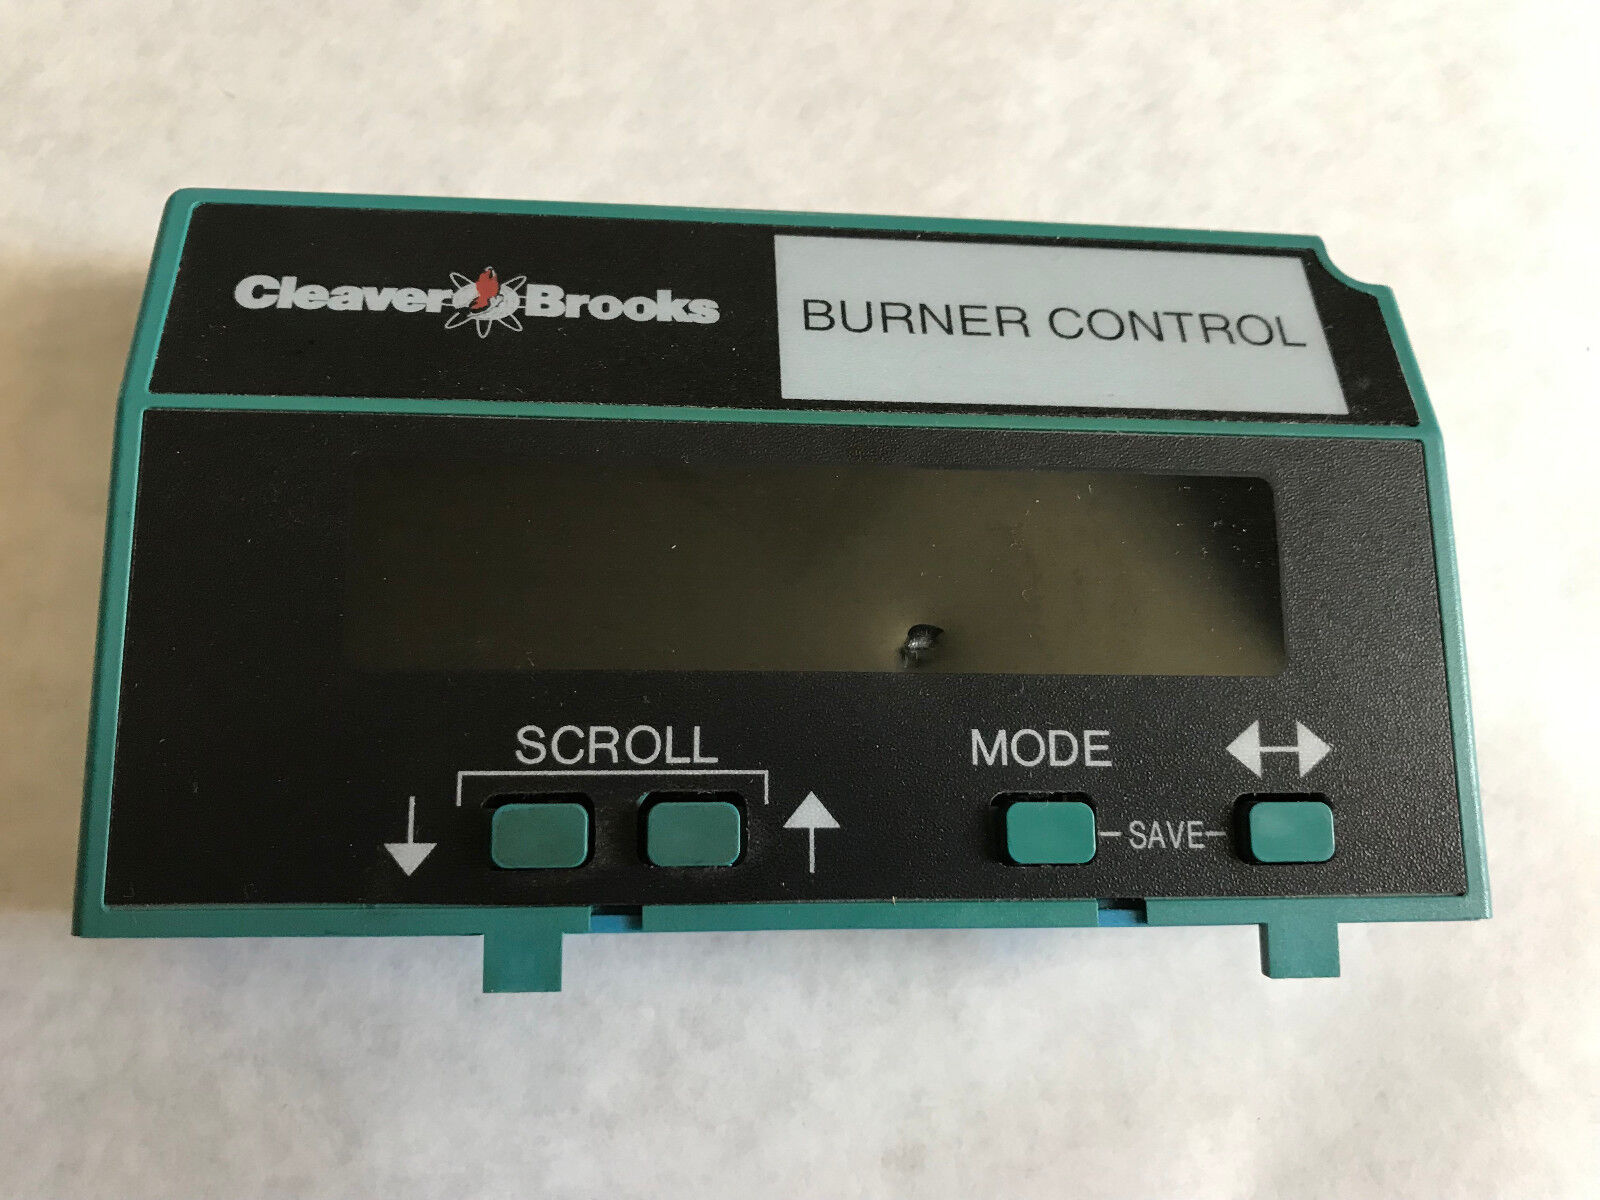 Cleaver Brooks
BURNER CONTROL
SCROLL
MODE
-SAVE-